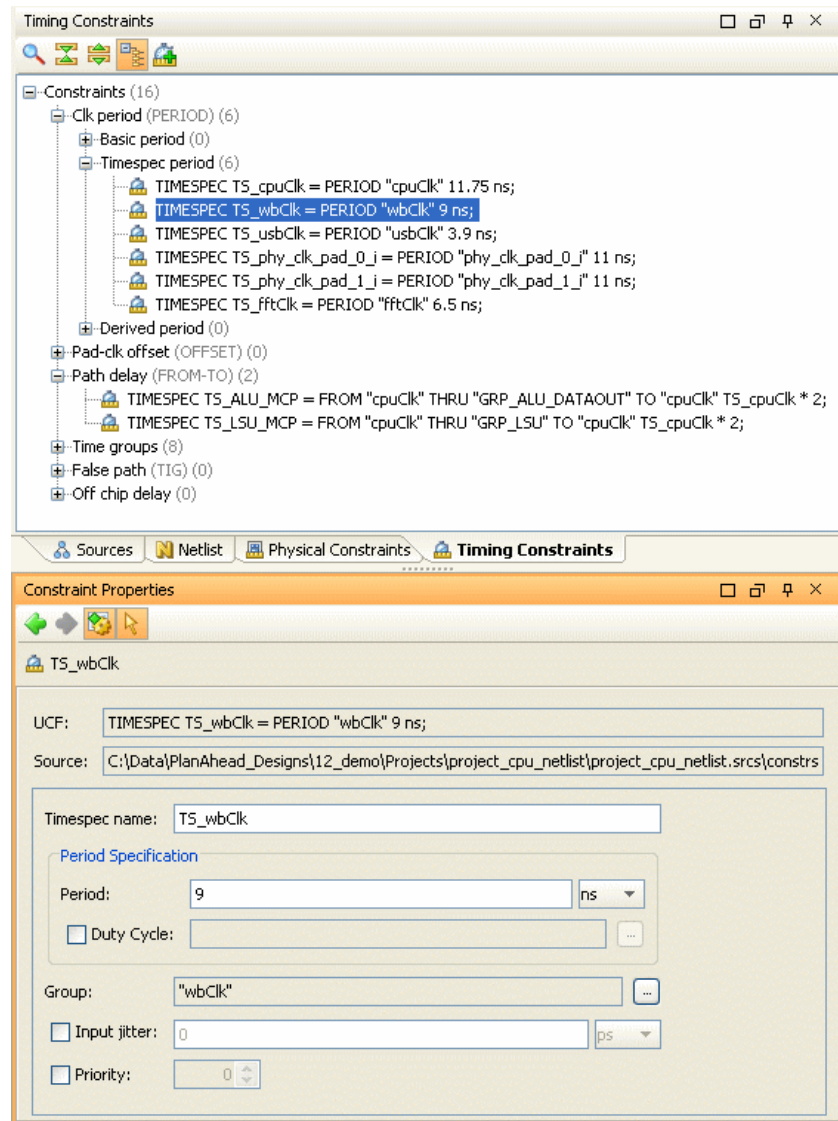 Timing Constraints
Constraints (16)
Clk period (PERIOD) (6)
Basic period (0)
Timespec period (6)
TIMESPEC TS_cpuClk = PERIOD "cpuClk" 11.75 ns;
TIMESPEC TS_wbClk = PERIOD "wbClk" 9 ns;
TIMESPEC TS_usbClk = PERIOD "usbClk" 3.9 ns;
TIMESPEC TS_phy_clk_pad_0_i = PERIOD "phy_clk_pad_0_i" 11 ns;
TIMESPEC TS_phy_clk_pad_1_i = PERIOD "phy_clk_pad_1_i" 11 ns;
TIMESPEC TS_fftClk = PERIOD "fftClk" 6.5 ns;
Derived period (0)
Pad-clk offset (OFFSET) (0)
Path delay (FROM-TO) (2)
TIMESPEC TS_ALU_MCP = FROM "cpuClk" THRU "GRP_ALU_DATAOUT" TO "cpuClk" TS_cpuClk * 2;
TIMESPEC TS_LSU_MCP = FROM "cpuClk" THRU "GRP_LSU" TO "cpuClk" TS_cpuClk * 2;
Time groups (8)
False path (TIG) (0)
Off chip delay (0)
Sources Netlist Physical Constraints Timing Constraints
Constraint Properties
TS_wbClk
UCF: TIMESPEC TS_wbClk = PERIOD "wbClk" 9 ns;
Source: C:\Data\PlanAhead_Designs\12_demo\Projects\project_cpu_netlist\project_cpu_netlist.srcs\constrs
Timespec name: TS_wbClk
Period Specification
Period: 9 ns
Duty Cycle: ...
Group: "wbClk" ...
Input jitter: 0 ps
Priority: 0